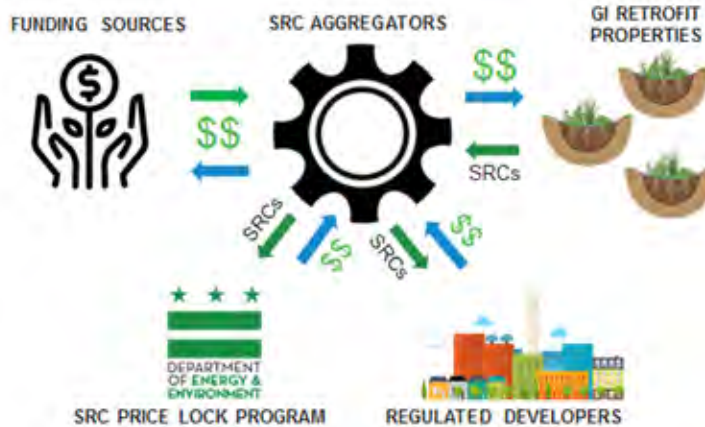 FUNDING SOURCES
SRC AGGREGATORS
GI RETROFIT
PROPERTIES
$
$$
$$
SRCs
SRCs
$$
SRCs
$$
DEPARTMENT
OF ENERGY &
ENVIRONMENT
SRC PRICE LOCK PROGRAM
REGULATED DEVELOPERS